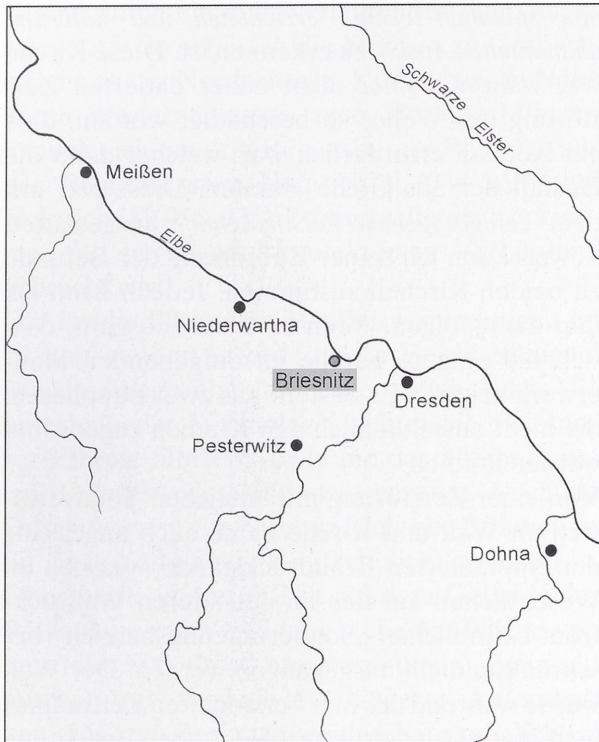 Schwarze Elster
Meißen
Elbe
Niederwartha
Briesnitz
Dresden
Pesterwitz
Dohna